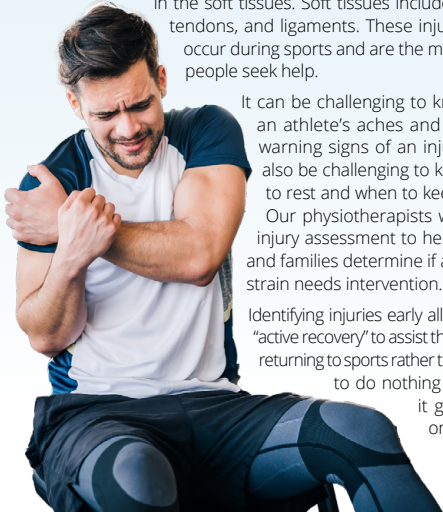 in the soft tissues. Soft tissues include
tendons, and ligaments. These inju
occur during sports and are the m
people seek help.
It can be challenging to k
an athlete's aches and
warning signs of an inj
also be challenging to k
to rest and when to kee
Our physiotherapists w
injury assessment to he
and families determine if a
strain needs intervention.
Identifying injuries early all
"active recovery" to assist th
returning to sports rather t
to do nothing
it g
or